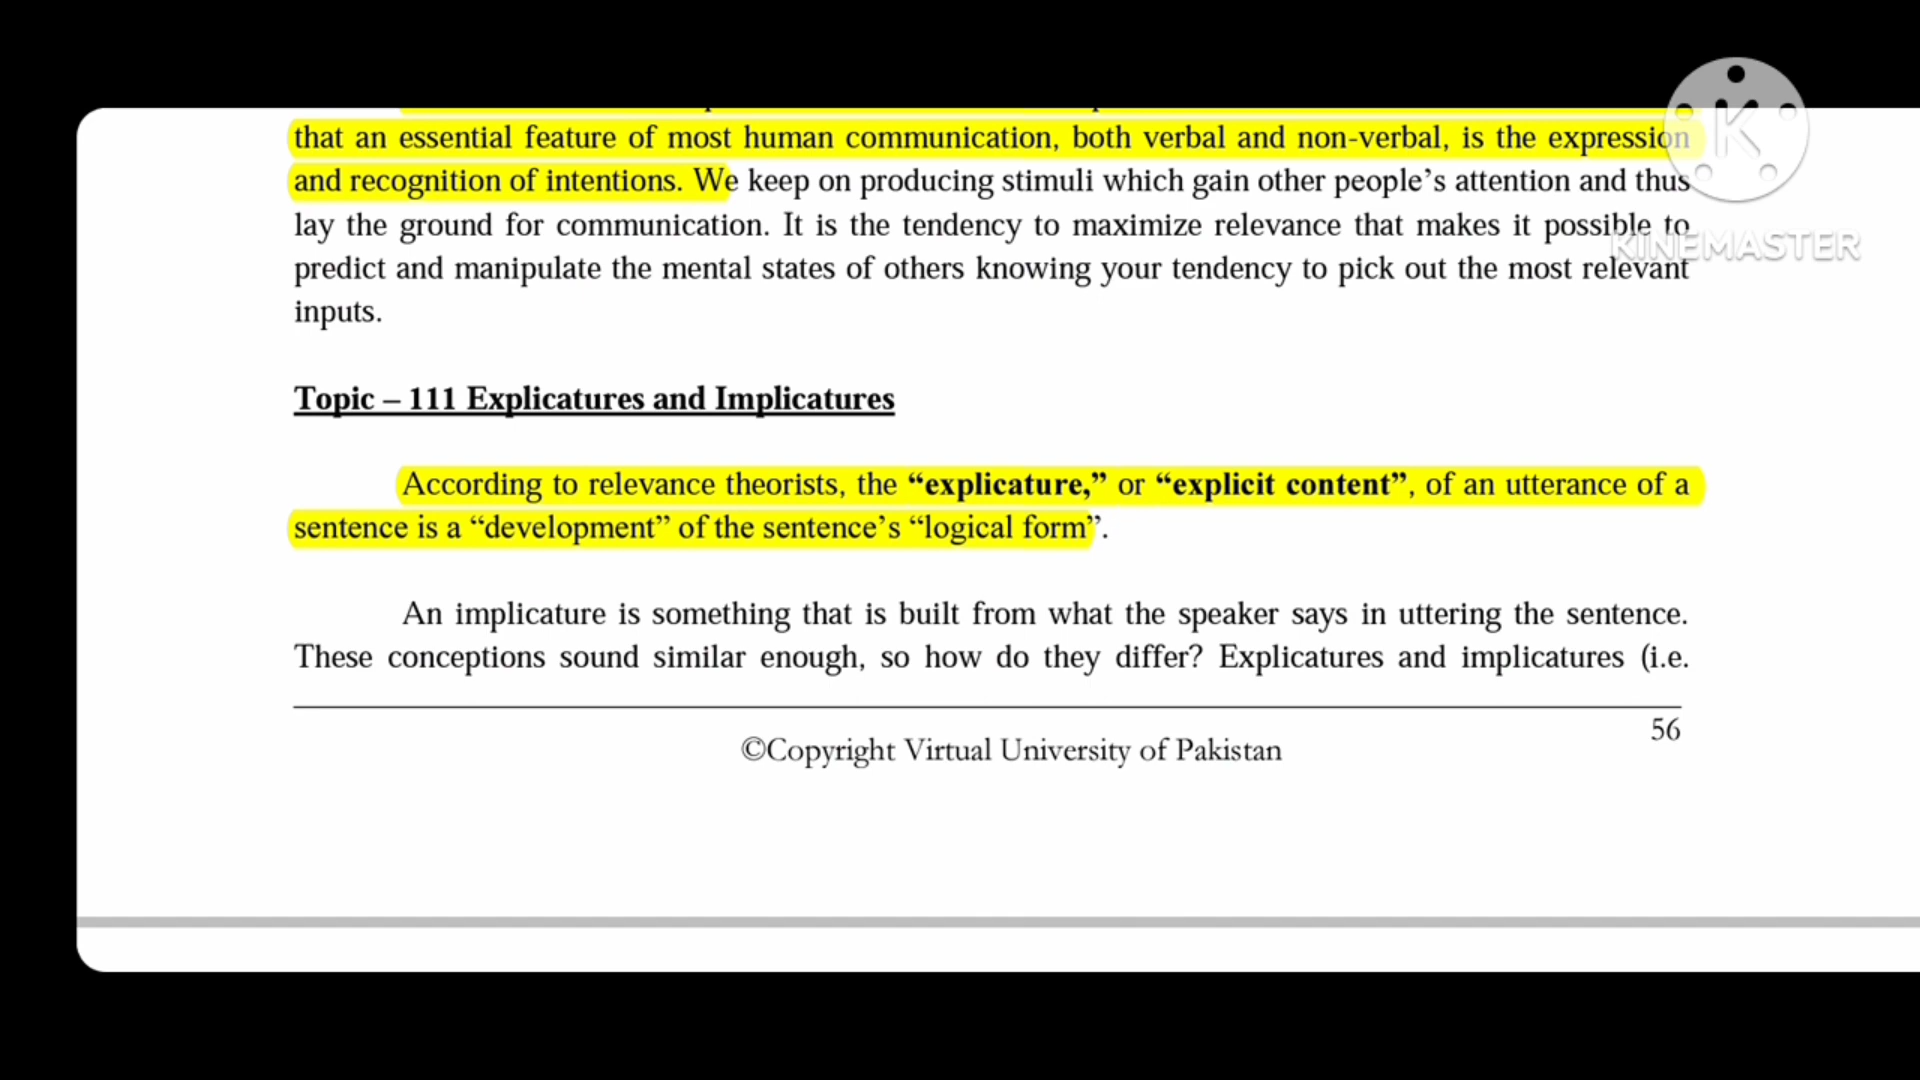 that an essential feature of most human communication, both verbal and non-verbal, is the expression
and recognition of intentions. We keep on producing stimuli which gain other people’s attention and thus
lay the ground for communication. It is the tendency to maximize relevance that makes it possible to
predict and manipulate the mental states of others knowing your tendency to pick out the most relevant
inputs.
Topic – 111 Explicatures and Implicatures
According to relevance theorists, the “explicature,” or “explicit content”, of an utterance of a
sentence is a “development” of the sentence’s “logical form”.
An implicature is something that is built from what the speaker says in uttering the sentence.
These conceptions sound similar enough, so how do they differ? Explicatures and implicatures (i.e.
56
©Copyright Virtual University of Pakistan
K
KINEMASTER